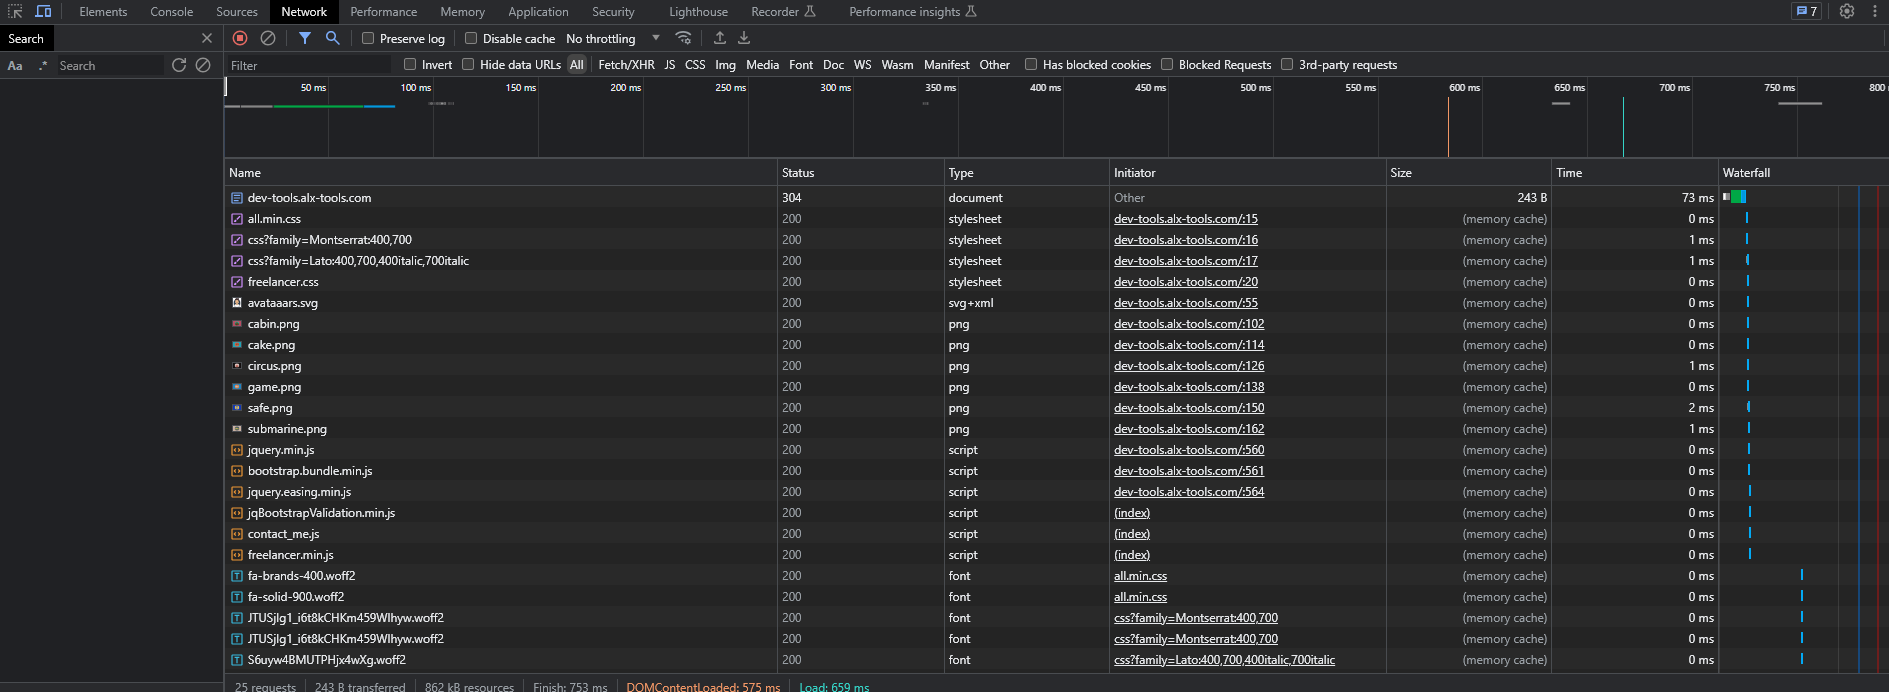 Elements Console Sources Network Performance Memory Application Security Lighthouse Recorder Performance insights 7
Search Preserve log Disable cache No throttling
Aa .* Search Filter Invert Hide data URLs All Fetch/XHR JS CSS Img Media Font Doc WS Wasm Manifest Other Has blocked cookies Blocked Requests 3rd-party requests
50 ms 100 ms 150 ms 200 ms 250 ms 300 ms 350 ms 400 ms 450 ms 500 ms 550 ms 600 ms 650 ms 700 ms 750 ms 800
Name Status Type Initiator Size Time Waterfall
dev-tools.alx-tools.com 304 document Other 243 B 73 ms
all.min.css 200 stylesheet dev-tools.alx-tools.com/:15 (memory cache) 0 ms
css?family=Montserrat:400,700 200 stylesheet dev-tools.alx-tools.com/:16 (memory cache) 1 ms
css?family=Lato:400,700,400italic,700italic 200 stylesheet dev-tools.alx-tools.com/:17 (memory cache) 1 ms
freelancer.css 200 stylesheet dev-tools.alx-tools.com/:20 (memory cache) 0 ms
avataaars.svg 200 svg+xml dev-tools.alx-tools.com/:55 (memory cache) 0 ms
cabin.png 200 png dev-tools.alx-tools.com/:102 (memory cache) 0 ms
cake.png 200 png dev-tools.alx-tools.com/:114 (memory cache) 0 ms
circus.png 200 png dev-tools.alx-tools.com/:126 (memory cache) 1 ms
game.png 200 png dev-tools.alx-tools.com/:138 (memory cache) 0 ms
safe.png 200 png dev-tools.alx-tools.com/:150 (memory cache) 2 ms
submarine.png 200 png dev-tools.alx-tools.com/:162 (memory cache) 1 ms
jquery.min.js 200 script dev-tools.alx-tools.com/:560 (memory cache) 0 ms
bootstrap.bundle.min.js 200 script dev-tools.alx-tools.com/:561 (memory cache) 0 ms
jquery.easing.min.js 200 script dev-tools.alx-tools.com/:564 (memory cache) 0 ms
jqBootstrapValidation.min.js 200 script (index) (memory cache) 0 ms
contact_me.js 200 script (index) (memory cache) 0 ms
freelancer.min.js 200 script (index) (memory cache) 0 ms
fa-brands-400.woff2 200 font all.min.css (memory cache) 0 ms
fa-solid-900.woff2 200 font all.min.css (memory cache) 0 ms
JTUSjIg1_i6t8kCHKm459Wlhyw.woff2 200 font css?family=Montserrat:400,700 (memory cache) 0 ms
JTUSjIg1_i6t8kCHKm459Wlhyw.woff2 200 font css?family=Montserrat:400,700 (memory cache) 0 ms
S6uyw4BMUTPHjx4wXg.woff2 200 font css?family=Lato:400,700,400italic,700italic (memory cache) 0 ms
25 requests 243 B transferred 862 kB resources Finish: 753 ms DOMContentLoaded: 575 ms Load: 659 ms